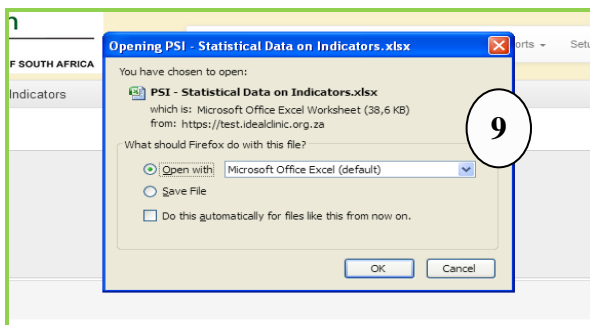 Opening PSI - Statistical Data on Indicators.xlsx
orts
Setu
F SOUTH AFRICA
You have chosen to open:
Indicators
PSI - Statistical Data on Indicators.xlsx
which is: Microsoft Office Excel Worksheet (38,6 KB)
from: https://test.idealclinic.org.za
9
What should Firefox do with this file?
Open with Microsoft Office Excel (default)
Save File
Do this automatically for files like this from now on.
OK Cancel